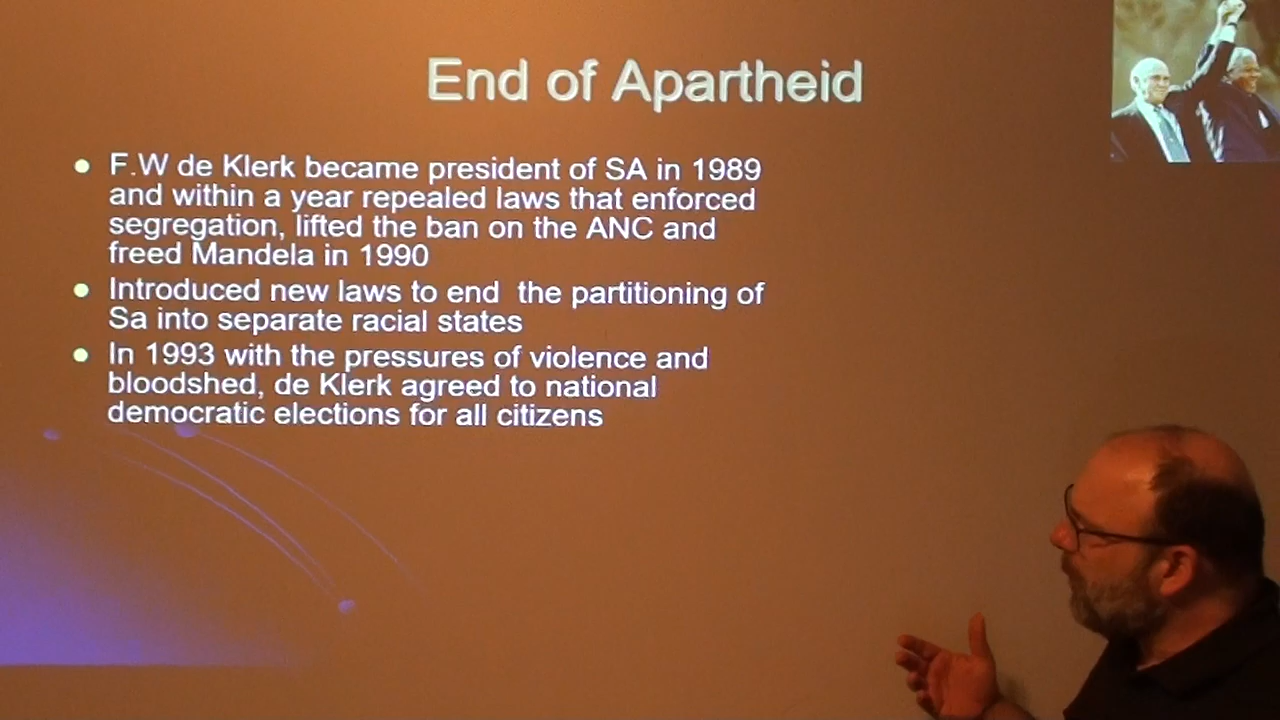 End of Apartheid
F.W de Klerk became president of SA in 1989
and within a year repealed laws that enforced
segregation, lifted the ban on the ANC and
freed Mandela in 1990
Introduced new laws to end  the partitioning of
Sa into separate racial states
In 1993 with the pressures of violence and
bloodshed, de Klerk agreed to national
democratic elections for all citizens